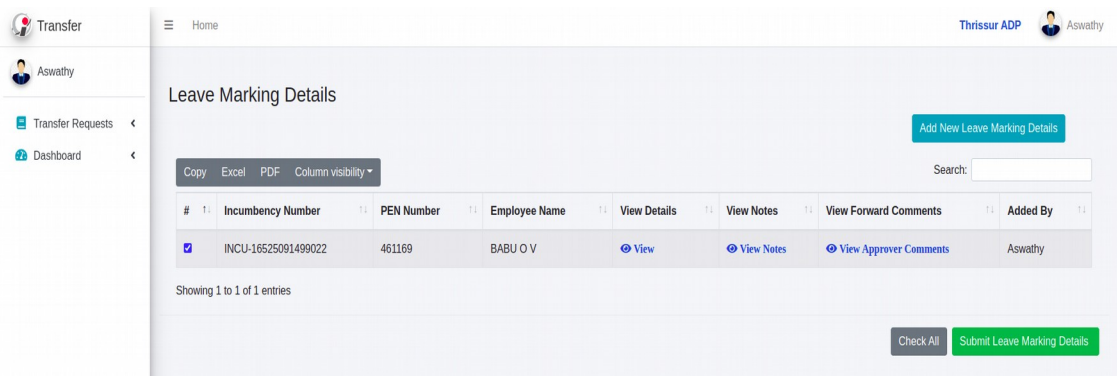 Transfer
Home
Thrissur ADP
Aswathy
Aswathy
Transfer Requests
Dashboard
Leave Marking Details
Add New Leave Marking Details
Copy Excel PDF Column visibility
Search:
# Incumbency Number PEN Number Employee Name View Details View Notes View Forward Comments Added By
INCU-16525091499022 461169 BABU O V View View Notes View Approver Comments Aswathy
Showing 1 to 1 of 1 entries
Check All Submit Leave Marking Details